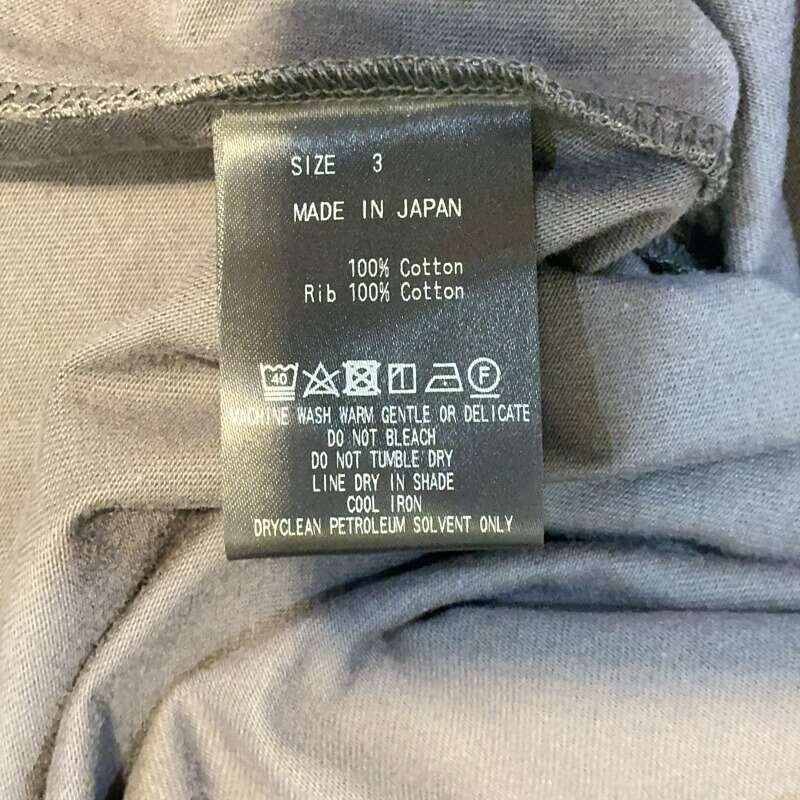 SIZE 3
MADE IN JAPAN
100% Cotton
Rib 100% Cotton
40 F
MACHINE WASH WARM GENTLE OR DELICATE
DO NOT BLEACH
DO NOT TUMBLE DRY
LINE DRY IN SHADE
COOL IRON
DRYCLEAN PETROLEUM SOLVENT ONLY